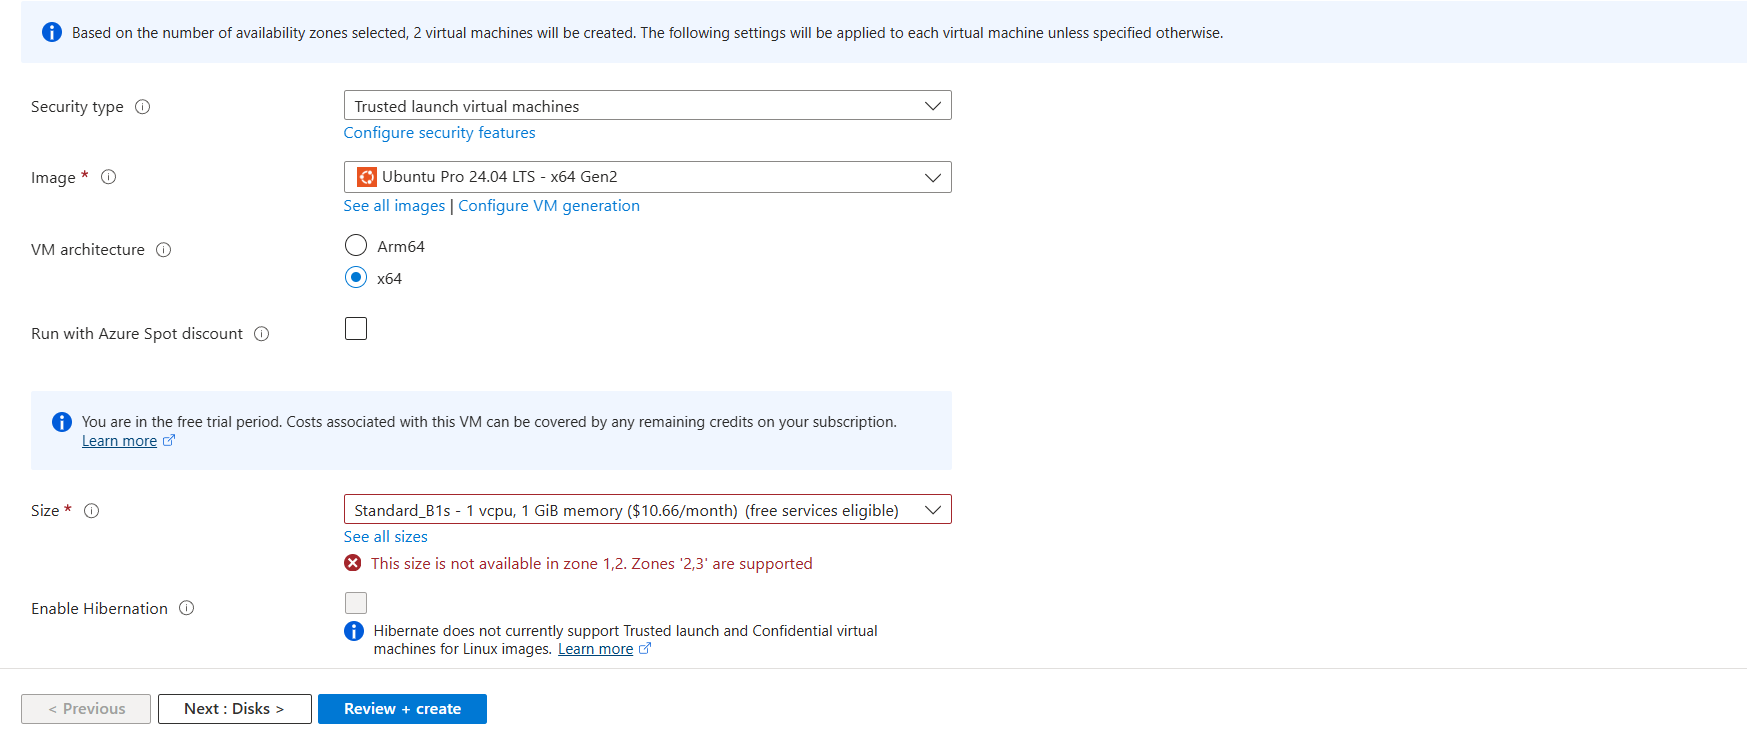 Based on the number of availability zones selected, 2 virtual machines will be created. The following settings will be applied to each virtual machine unless specified otherwise.
Security type
Trusted launch virtual machines
Configure security features
Image *
Ubuntu Pro 24.04 LTS - x64 Gen2
See all images | Configure VM generation
VM architecture
Arm64
x64
Run with Azure Spot discount
You are in the free trial period. Costs associated with this VM can be covered by any remaining credits on your subscription.
Learn more
Size *
Standard_B1s - 1 vcpu, 1 GiB memory ($10.66/month) (free services eligible)
See all sizes
This size is not available in zone 1,2. Zones '2,3' are supported
Enable Hibernation
Hibernate does not currently support Trusted launch and Confidential virtual
machines for Linux images. Learn more
< Previous
Next : Disks >
Review + create